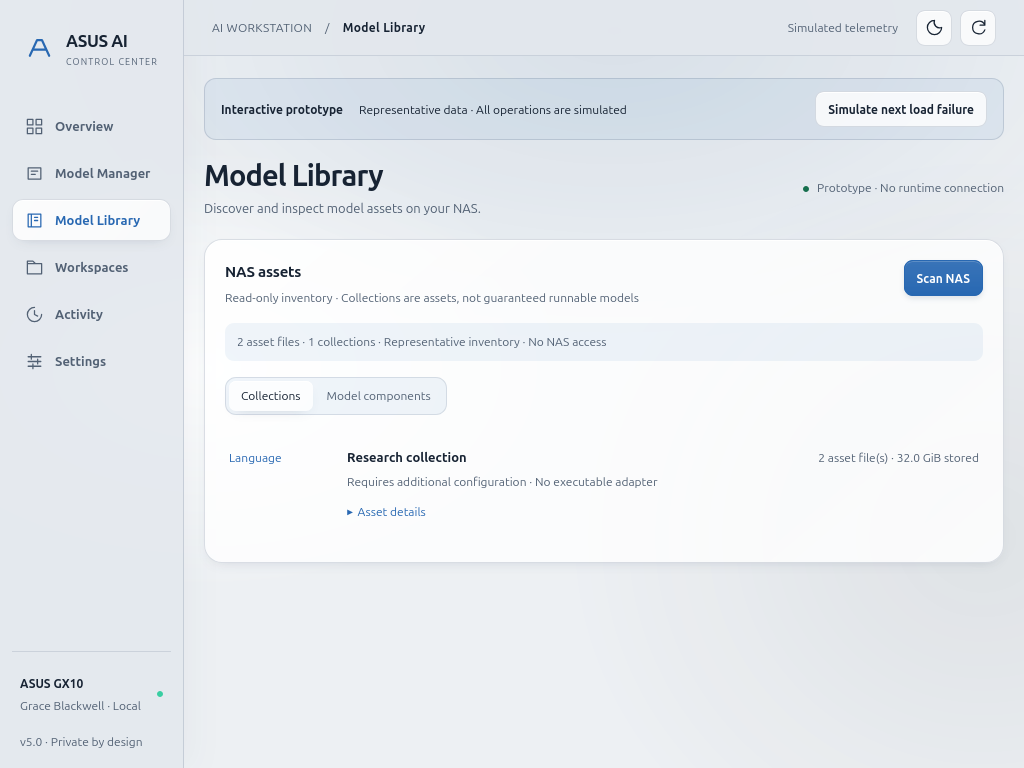 ASUS AI
CONTROL CENTER
Overview
Model Manager
Model Library
Workspaces
Activity
Settings
ASUS GX10
Grace Blackwell · Local
v5.0 · Private by design
AI WORKSTATION / Model Library
Simulated telemetry
Interactive prototype Representative data · All operations are simulated
Simulate next load failure
Model Library
Discover and inspect model assets on your NAS.
Prototype · No runtime connection
NAS assets
Read-only inventory · Collections are assets, not guaranteed runnable models
Scan NAS
2 asset files · 1 collections · Representative inventory · No NAS access
Collections Model components
Language Research collection 2 asset file(s) · 32.0 GiB stored
Requires additional configuration · No executable adapter
▸ Asset details